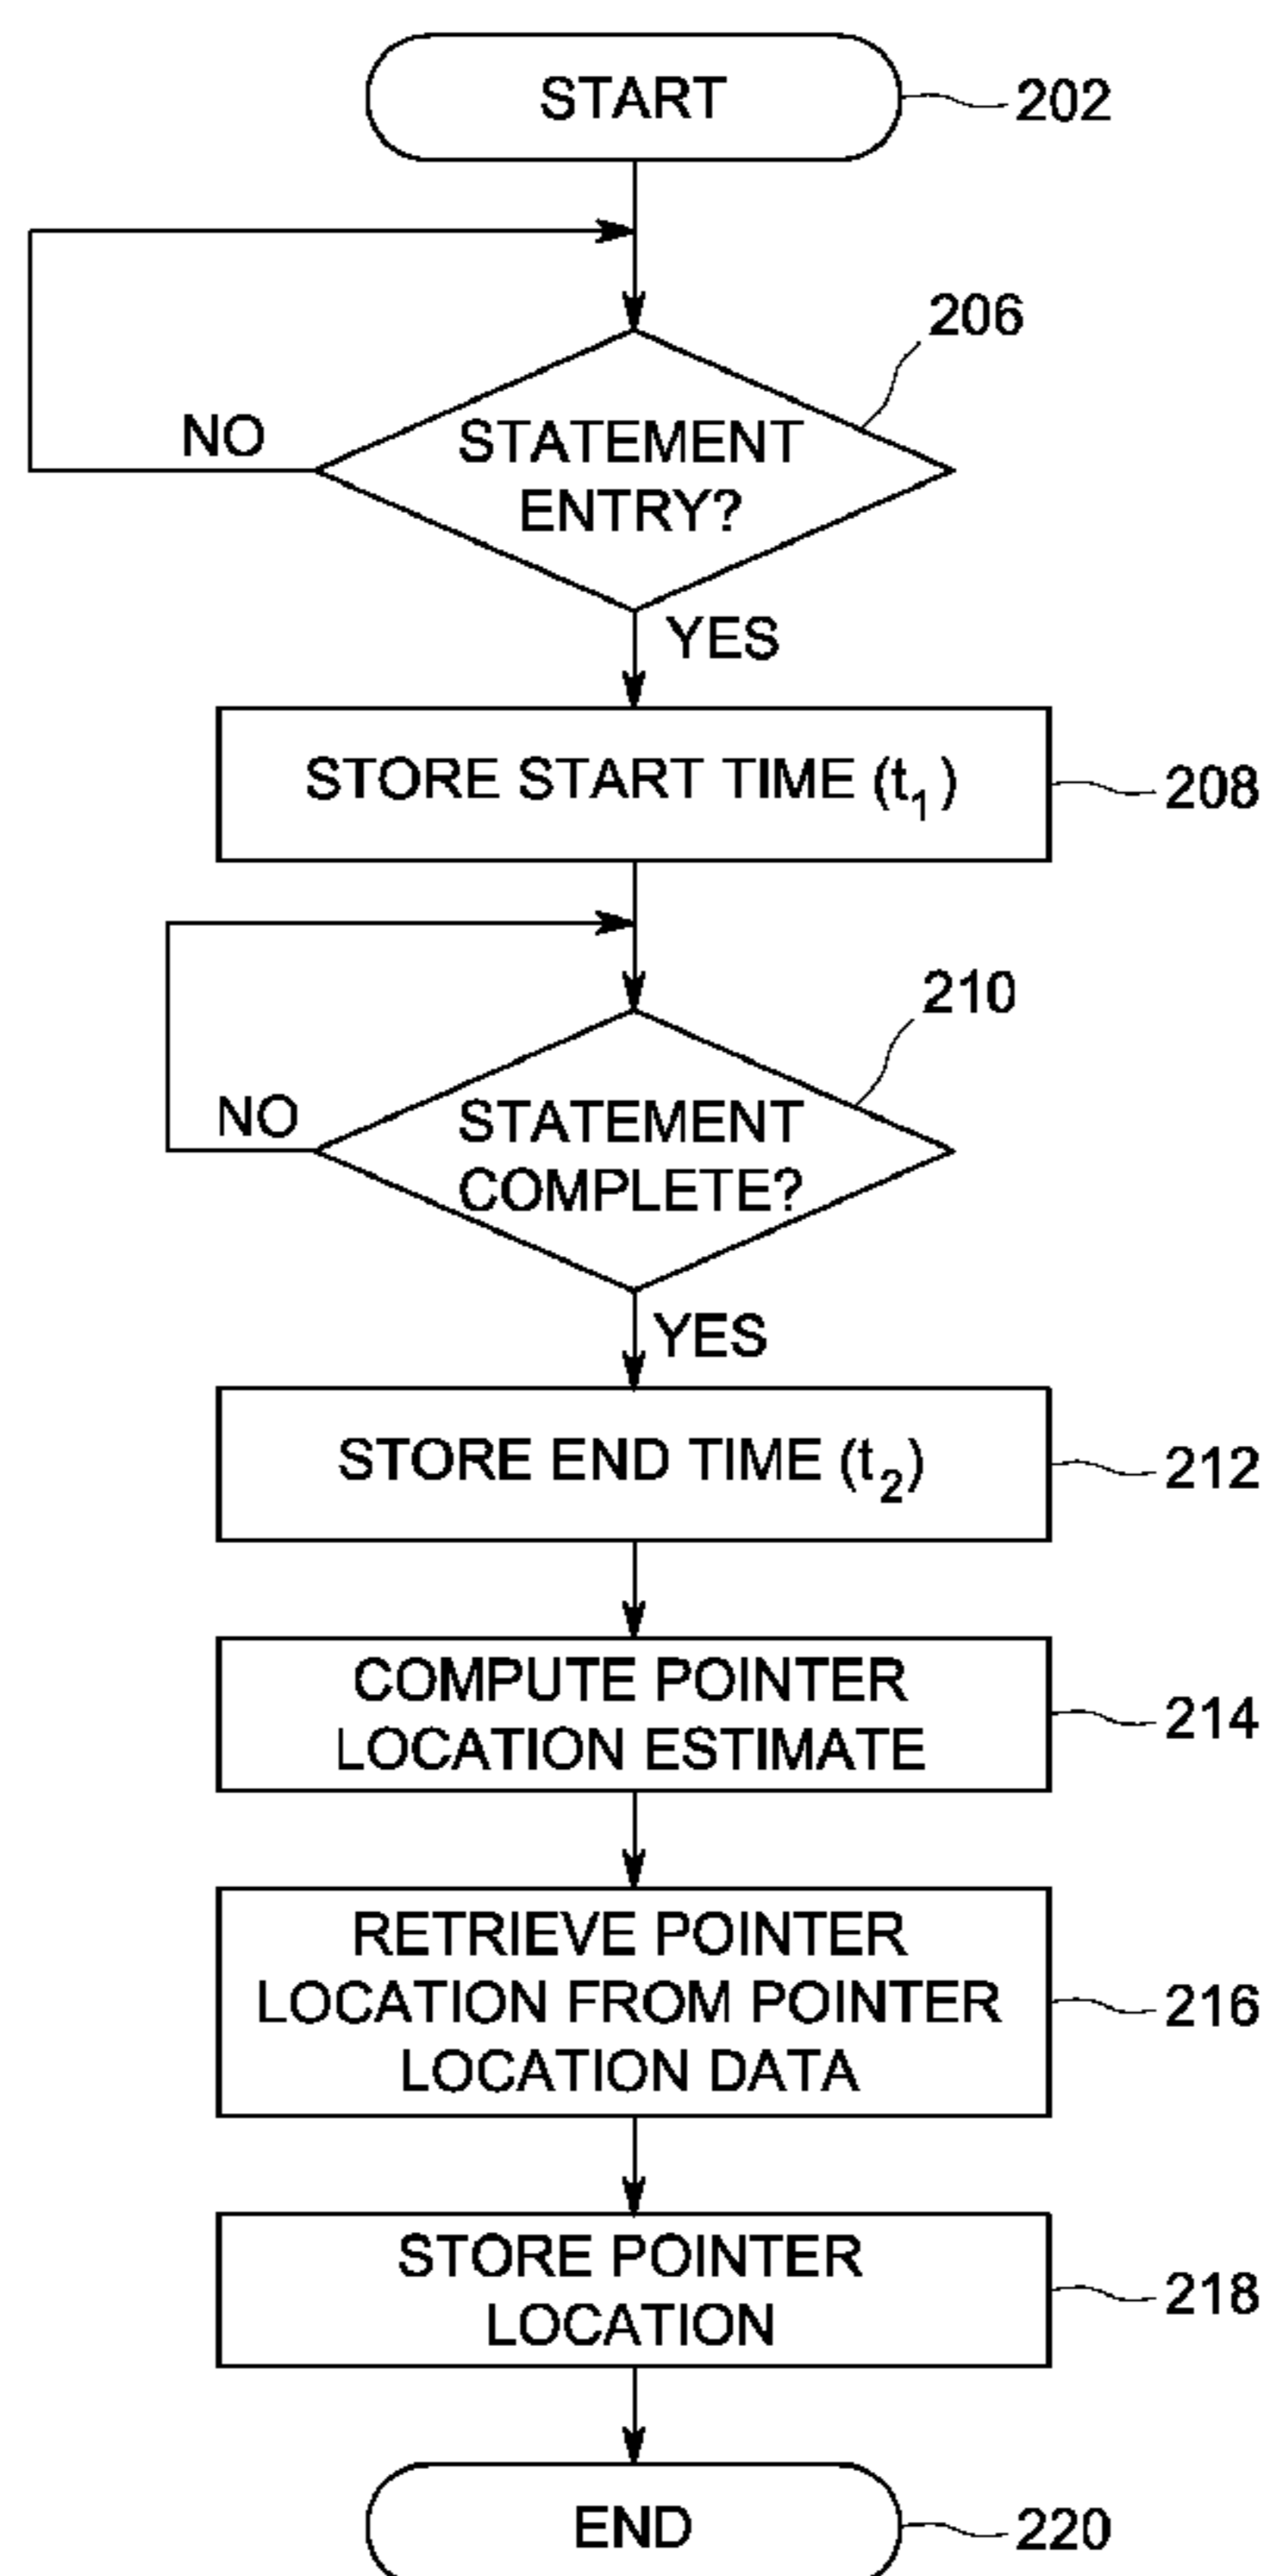 START
202
206
NO
STATEMENT
ENTRY?
YES
STORE START TIME (t₁)
208
210
NO
STATEMENT
COMPLETE?
YES
STORE END TIME (t₂)
212
COMPUTE POINTER
LOCATION ESTIMATE
214
RETRIEVE POINTER
LOCATION FROM POINTER
LOCATION DATA
216
STORE POINTER
LOCATION
218
END
220